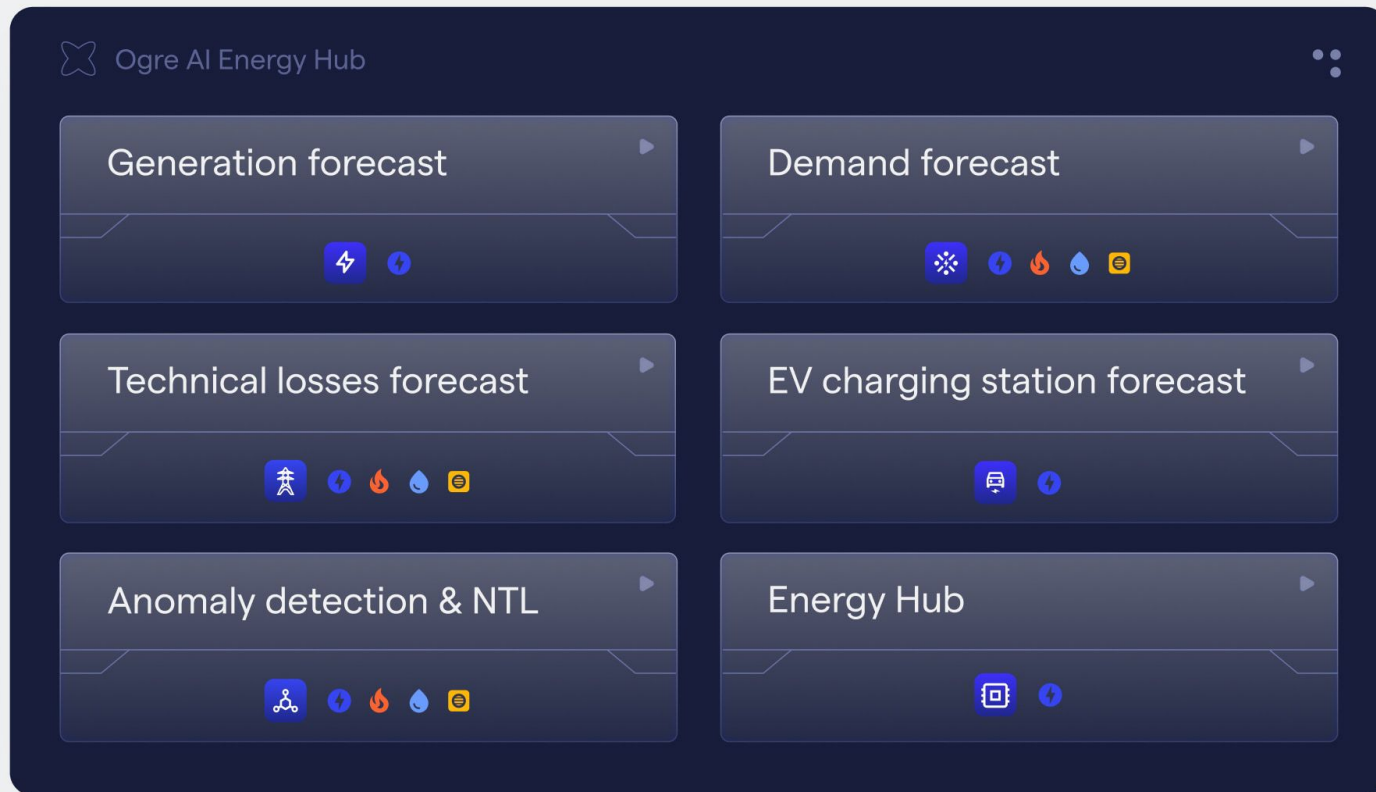 Ogre AI Energy Hub
Generation forecast
Demand forecast
Technical losses forecast
EV charging station forecast
Anomaly detection & NTL
Energy Hub